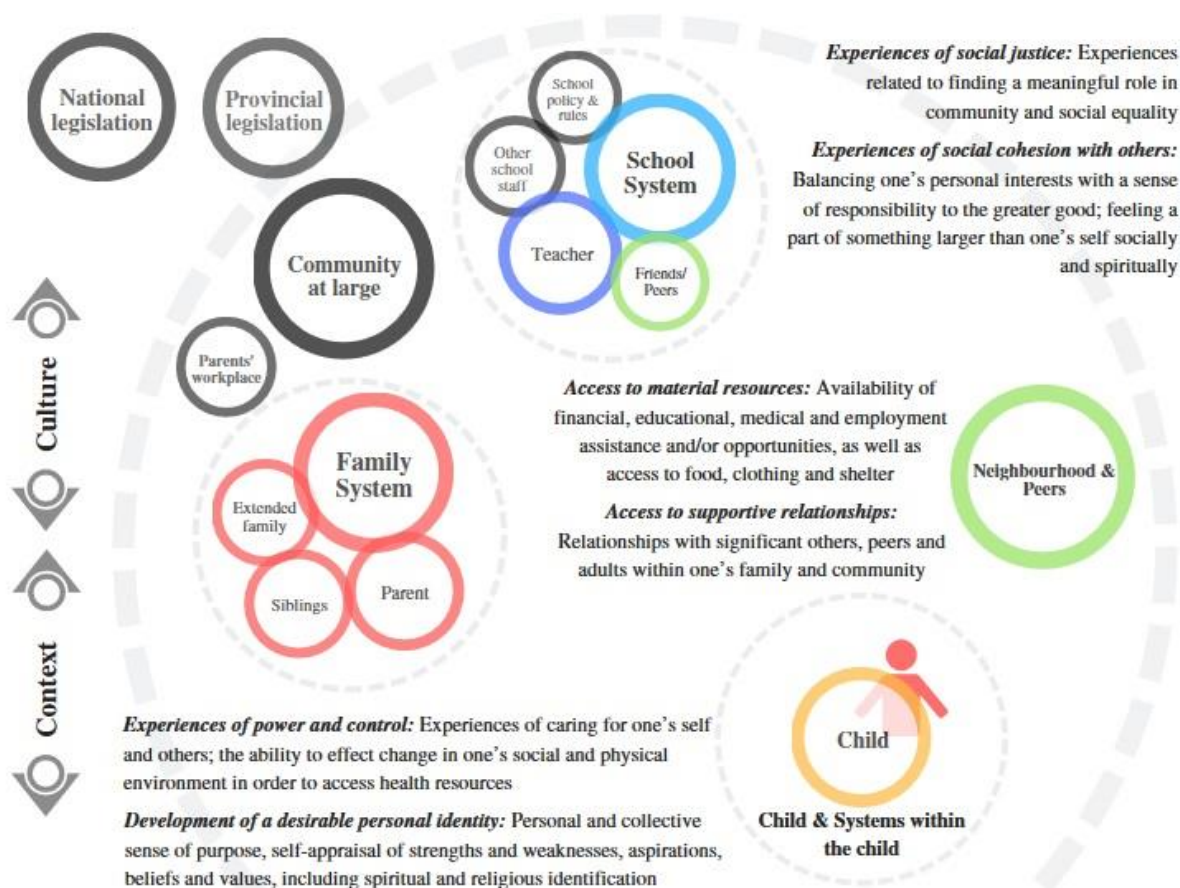 National
legislation
Provincial
legislation
School
policy &
rules
Other
school
staff
School
System
Teacher
Friends/
Peers
Experiences of social justice: Experiences
related to finding a meaningful role in
community and social equality
Experiences of social cohesion with others:
Balancing one's personal interests with a sense
of responsibility to the greater good; feeling a
part of something larger than one's self socially
and spiritually
Community
at large
Parents'
workplace
Culture
Context
Family
System
Extended
family
Siblings
Parent
Access to material resources: Availability of
financial, educational, medical and employment
assistance and/or opportunities, as well as
access to food, clothing and shelter
Access to supportive relationships:
Relationships with significant others, peers and
adults within one's family and community
Neighbourhood &
Peers
Experiences of power and control: Experiences of caring for one's self
and others; the ability to effect change in one's social and physical
environment in order to access health resources
Development of a desirable personal identity: Personal and collective
sense of purpose, self-appraisal of strengths and weaknesses, aspirations,
beliefs and values, including spiritual and religious identification
Child
Child & Systems within
the child